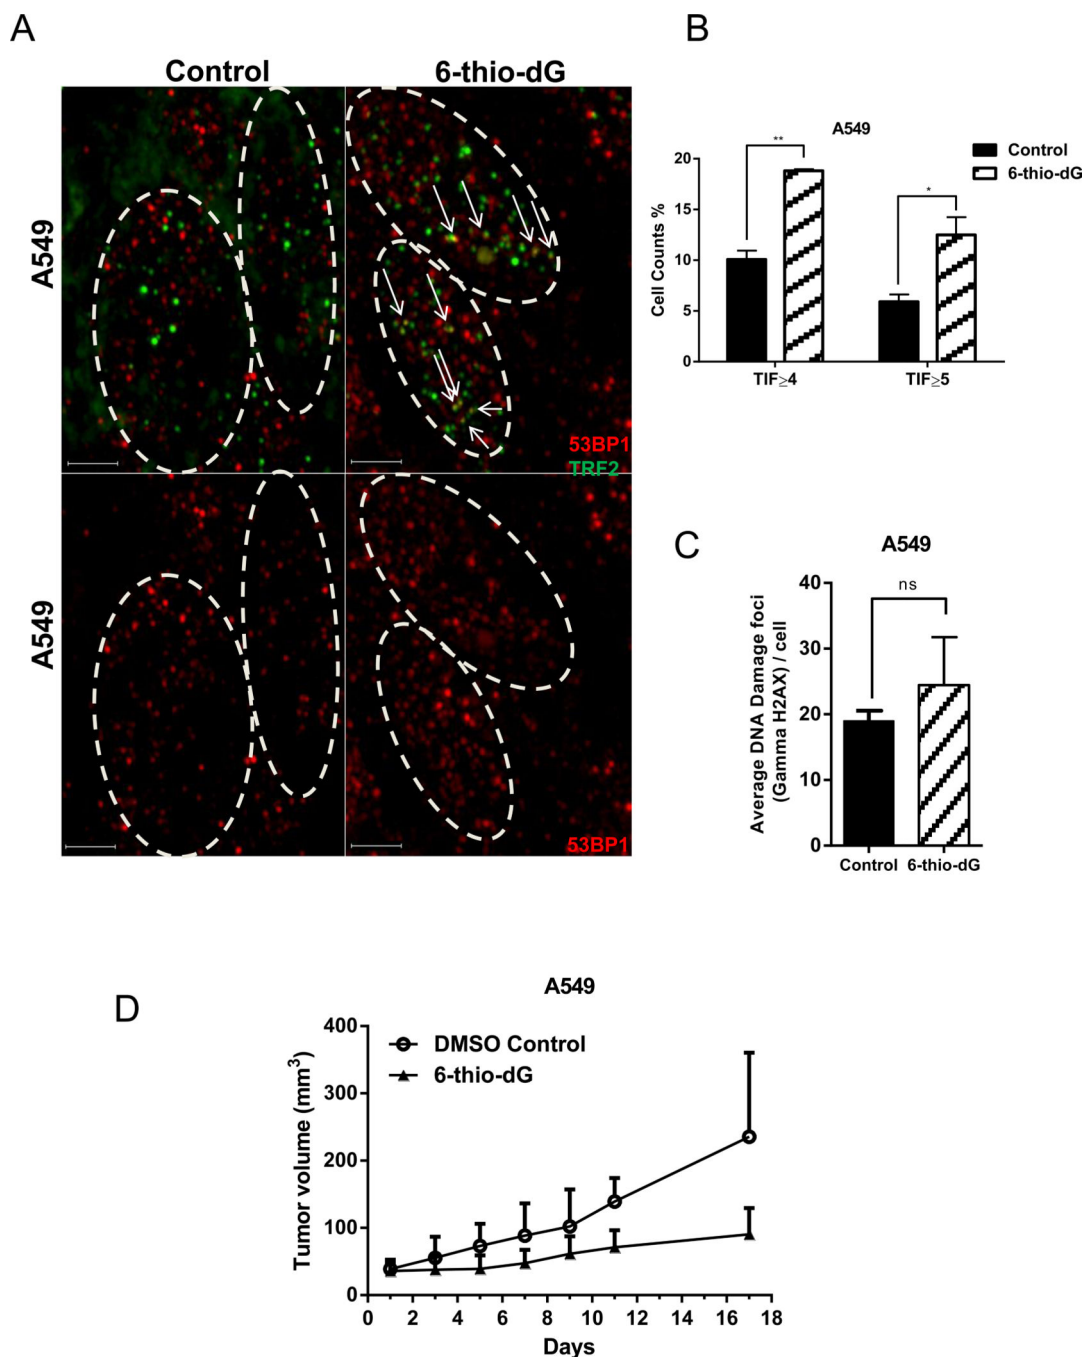 A
Control
6-thio-dG
A549
53BP1
TRF2
A549
53BP1
B
A549
Control
6-thio-dG
**
*
Cell Counts %
20
15
10
5
0
TIF≥4
TIF≥5
C
A549
ns
Average DNA Damage foci
(Gamma H2AX) / cell
40
30
20
10
0
Control
6-thio-dG
D
A549
DMSO Control
6-thio-dG
Tumor volume (mm³)
400
300
200
100
0
0 2 4 6 8 10 12 14 16 18
Days